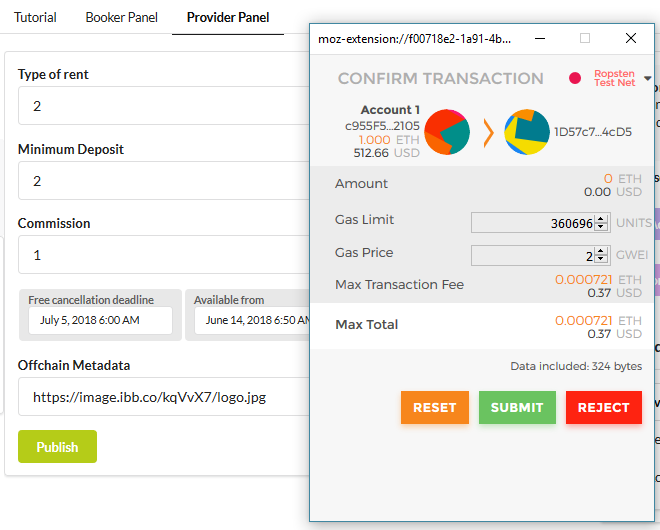 Tutorial
Booker Panel
Provider Panel
Type of rent
2
Minimum Deposit
2
Commission
1
Free cancellation deadline
July 5, 2018 6:00 AM
Available from
June 14, 2018 6:50 AM
Offchain Metadata
https://image.ibb.co/kqVvX7/logo.jpg
Publish
moz-extension://f00718e2-1a91-4b...
CONFIRM TRANSACTION
Ropsten
Test Net
Account 1
c955F5...2105
1.000 ETH
512.66 USD
1D57c7...4cD5
Amount
0 ETH
0.00 USD
Gas Limit
360696
UNITS
Gas Price
2
GWEI
Max Transaction Fee
0.000721 ETH
0.37 USD
Max Total
0.000721 ETH
0.37 USD
Data included: 324 bytes
RESET
SUBMIT
REJECT